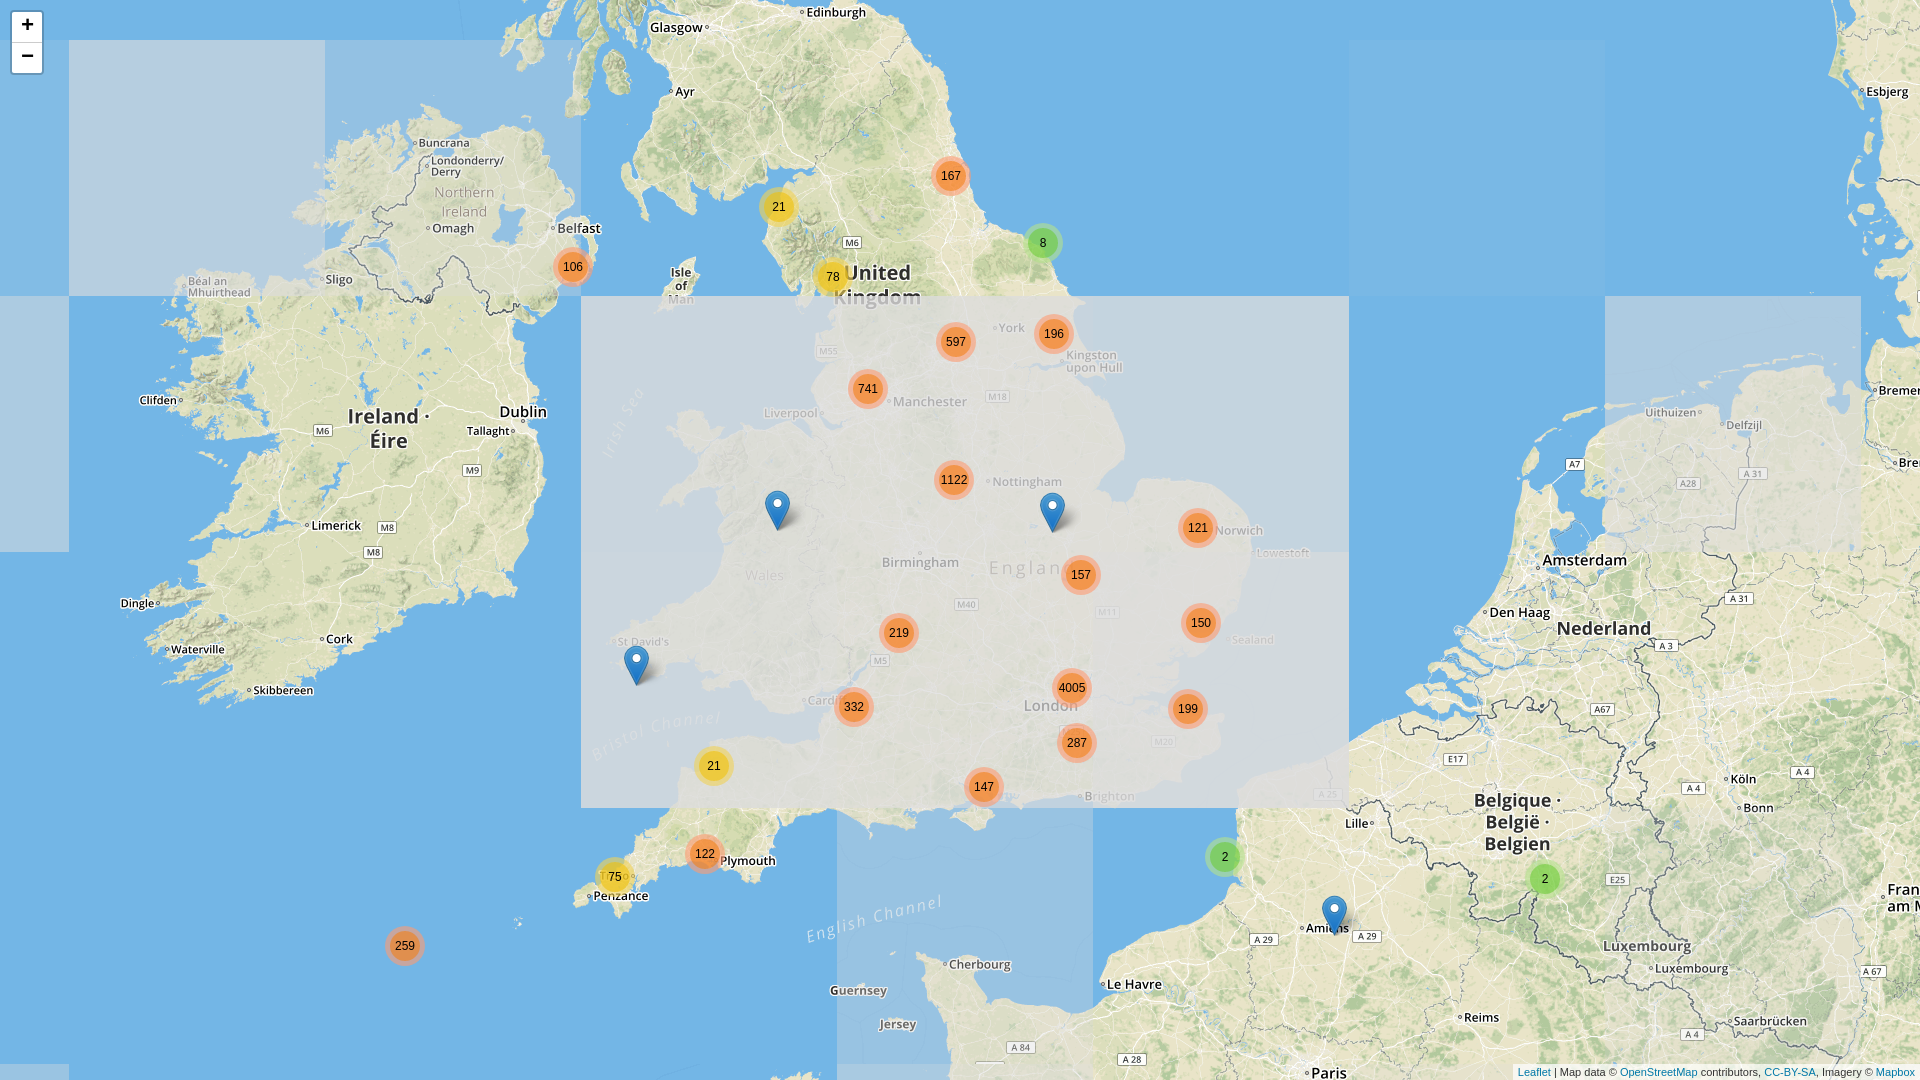 +
−
Edinburgh
Glasgow
Ayr
Esbjerg
Buncrana
Londonderry/
Derry
Northern
Ireland
Omagh
Belfast
167
21
M6
8
106
78
United
Kingdom
Isle
of
Man
Béal an
Mhuirthead
Sligo
York
196
597
M55
Kingston
upon Hull
741
Manchester
M18
Liverpool
Irish Sea
Clifden
Ireland ·
Éire
M6
Dublin
Tallaght
M9
Uithuizen
Delfzijl
Bremer
A7
A 31
A28
Bre
1122
Nottingham
121
Norwich
Lowestoft
Limerick
M8
M8
Birmingham
England
157
Wales
Amsterdam
Dingle
M40
M11
Den Haag
A 31
150
Nederland
Cork
Waterville
St David's
219
Sealand
A 3
M5
Skibbereen
4005
Cardiff
332
London
199
A67
Bristol Channel
287
M20
E17
21
147
Brighton
A 25
Köln
A 4
A 4
Bonn
Belgique ·
België ·
Belgien
Lille
122
Plymouth
2
75
Penzance
2
E25
Fran
am M
259
English Channel
Amiens
A 29
A 29
Luxembourg
Luxembourg
A 67
Cherbourg
Le Havre
Guernsey
Jersey
Reims
Saarbrücken
A 4
A 84
A 28
Paris
Leaflet | Map data © OpenStreetMap contributors, CC-BY-SA, Imagery © Mapbox